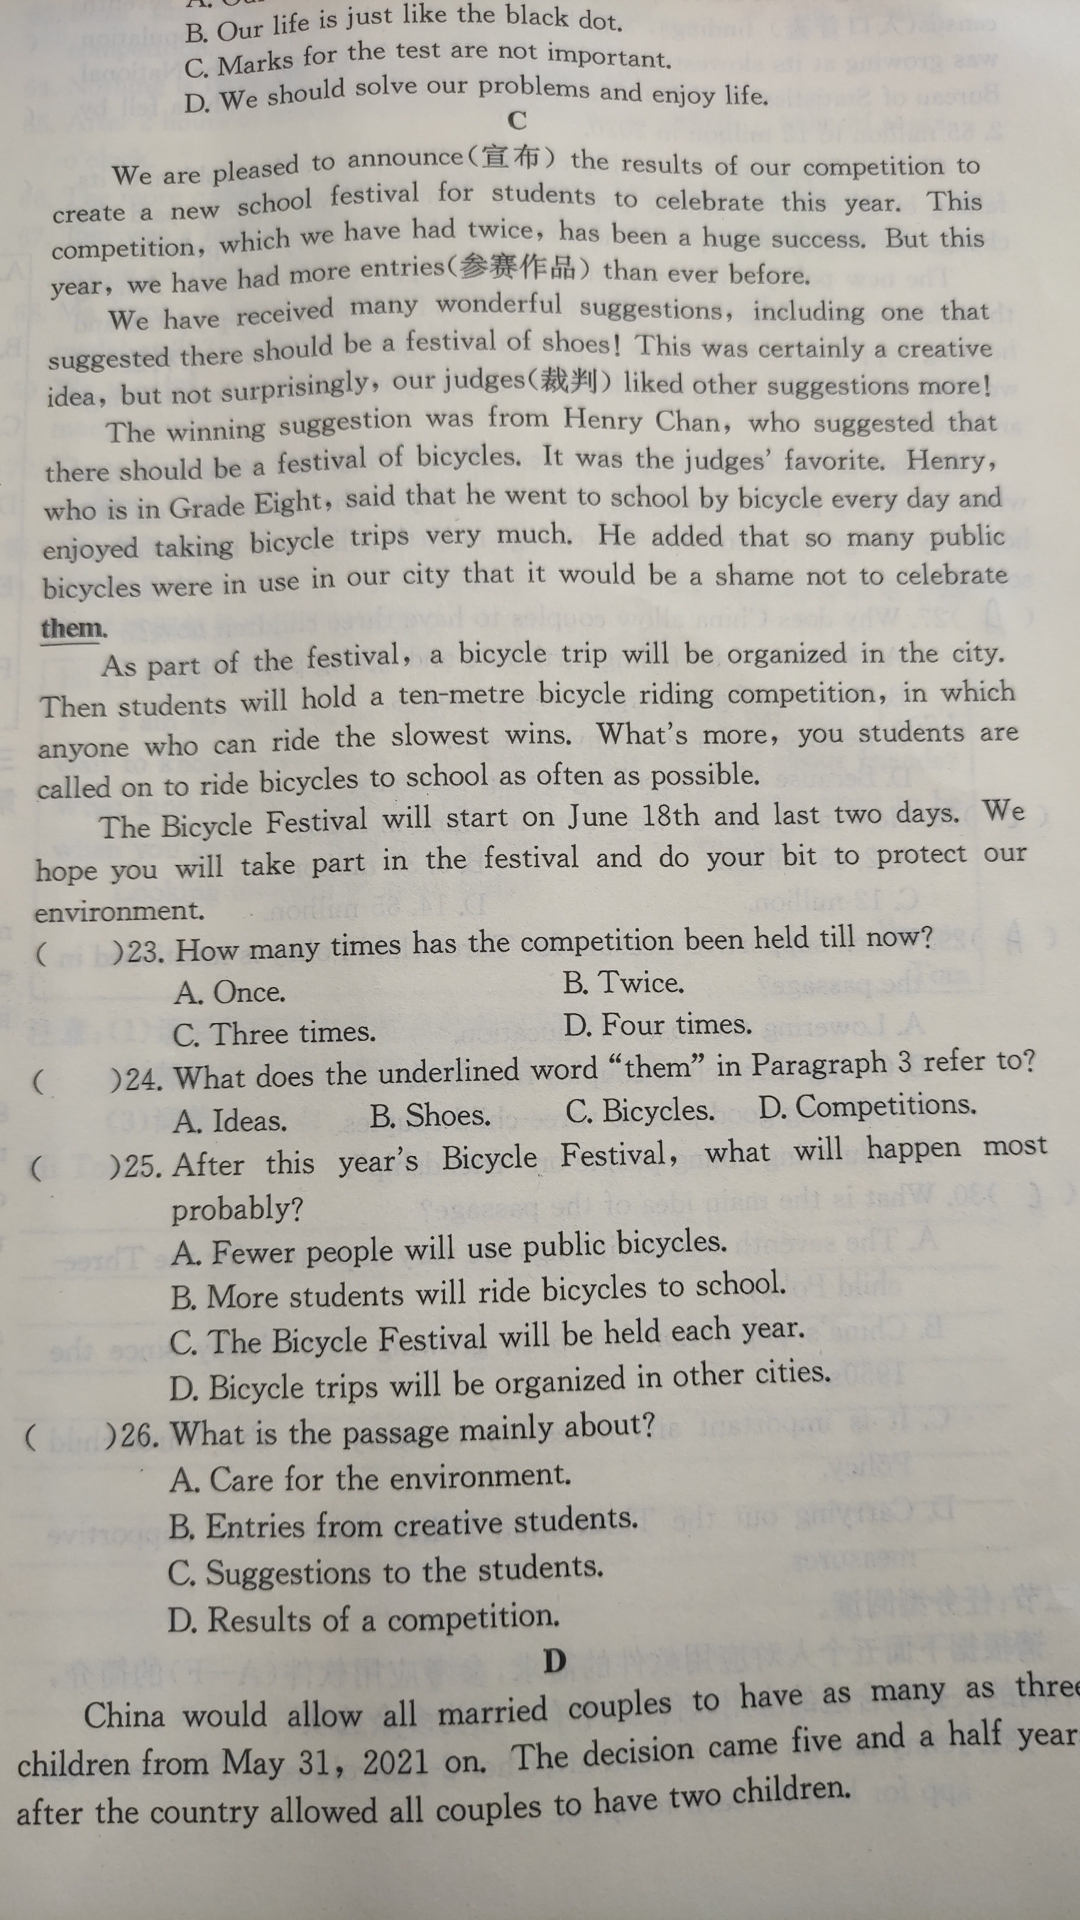 B. Our life is just like the black dot.
C. Marks for the test are not important.
D. We should solve our problems and enjoy life.
C
We are pleased to announce(宣布) the results of our competition to
create a new school festival for students to celebrate this year. This
competition, which we have had twice, has been a huge success. But this
year, we have had more entries(参赛作品) than ever before.
We have received many wonderful suggestions, including one that
suggested there should be a festival of shoes! This was certainly a creative
idea, but not surprisingly, our judges(裁判) liked other suggestions more!
The winning suggestion was from Henry Chan, who suggested that
there should be a festival of bicycles. It was the judges' favorite. Henry,
who is in Grade Eight, said that he went to school by bicycle every day and
enjoyed taking bicycle trips very much. He added that so many public
bicycles were in use in our city that it would be a shame not to celebrate
them.
As part of the festival, a bicycle trip will be organized in the city.
Then students will hold a ten-metre bicycle riding competition, in which
anyone who can ride the slowest wins. What's more, you students are
called on to ride bicycles to school as often as possible.
The Bicycle Festival will start on June 18th and last two days. We
hope you will take part in the festival and do your bit to protect our
environment.
( )23. How many times has the competition been held till now?
A. Once. B. Twice.
C. Three times. D. Four times.
( )24. What does the underlined word "them" in Paragraph 3 refer to?
A. Ideas. B. Shoes. C. Bicycles. D. Competitions.
( )25. After this year's Bicycle Festival, what will happen most
probably?
A. Fewer people will use public bicycles.
B. More students will ride bicycles to school.
C. The Bicycle Festival will be held each year.
D. Bicycle trips will be organized in other cities.
( )26. What is the passage mainly about?
A. Care for the environment.
B. Entries from creative students.
C. Suggestions to the students.
D. Results of a competition.
D
China would allow all married couples to have as many as three
children from May 31, 2021 on. The decision came five and a half year
after the country allowed all couples to have two children.